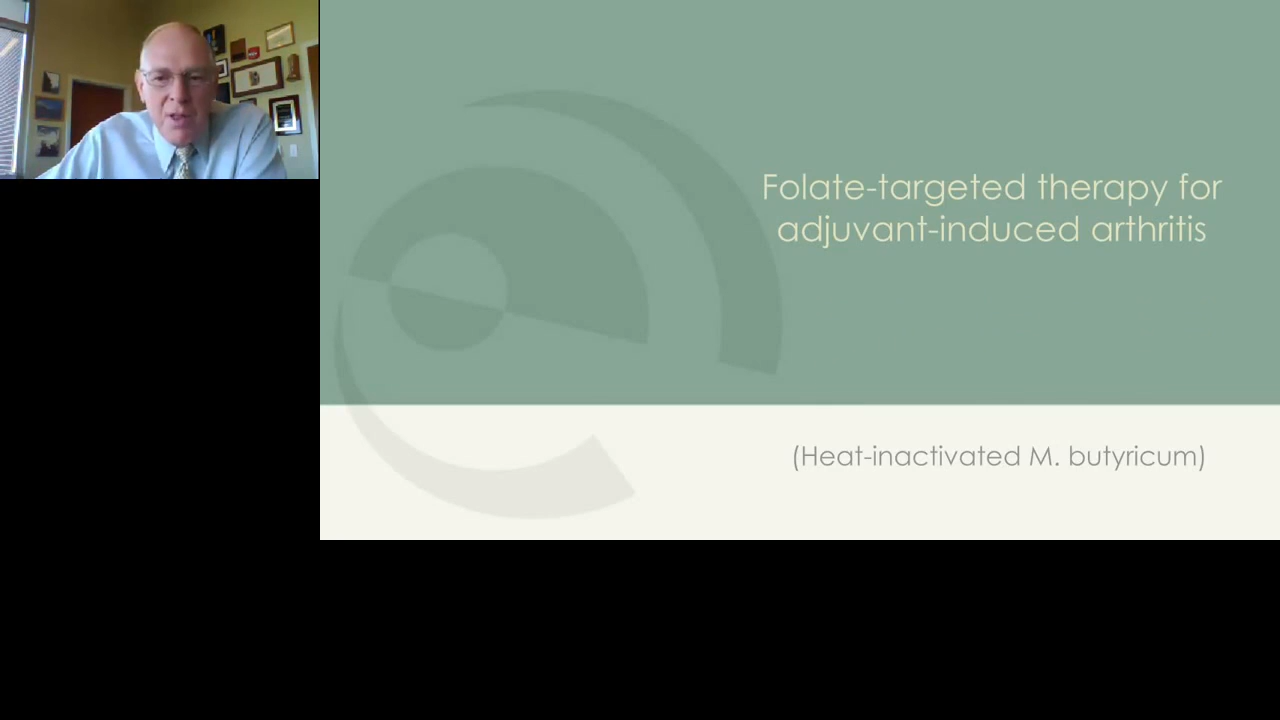 Folate-targeted therapy for
adjuvant-induced arthritis
(Heat-inactivated M. butyricum)